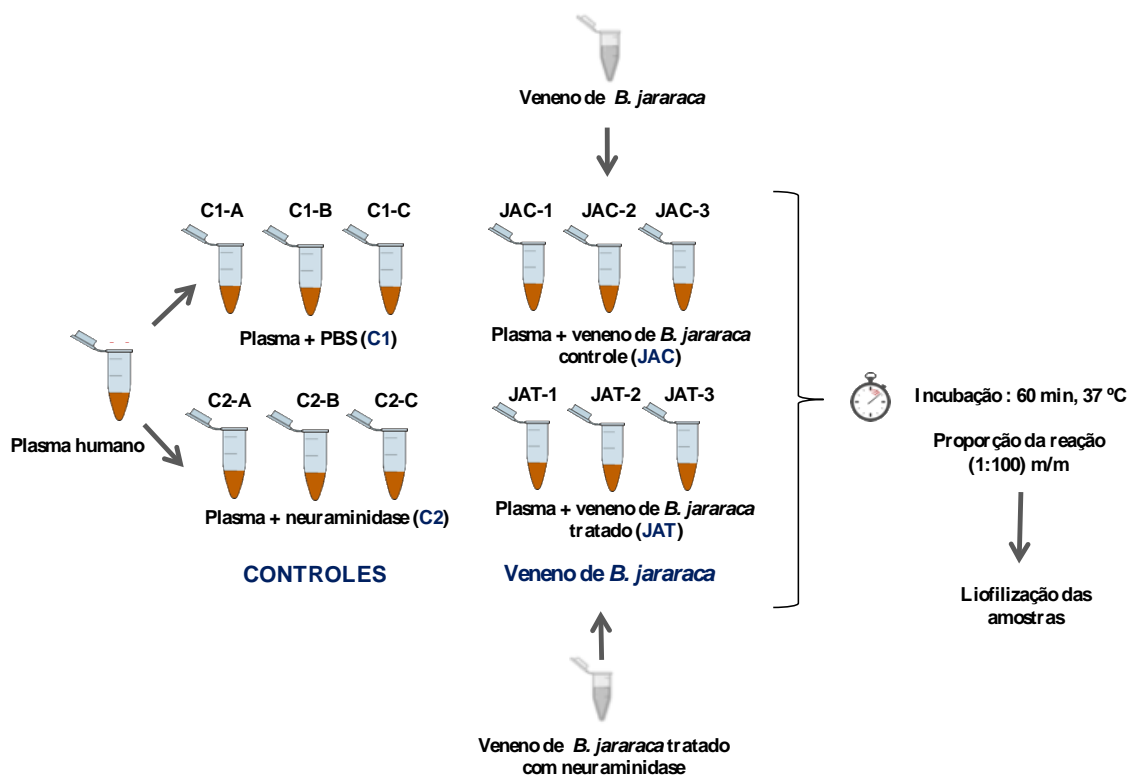 Veneno de B. jararaca
C1-A
C1-B
C1-C
JAC-1
JAC-2
JAC-3
Plasma + PBS (C1)
Plasma + veneno de B. jararaca
controle (JAC)
Plasma humano
C2-A
C2-B
C2-C
JAT-1
JAT-2
JAT-3
Plasma + neuraminidase (C2)
Plasma + veneno de B. jararaca
tratado (JAT)
CONTROLES
Veneno de B. jararaca
Incubação : 60 min, 37 ºC
Proporção da reação
(1:100) m/m
Liofilização das
amostras
Veneno de B. jararaca tratado
com neuraminidase